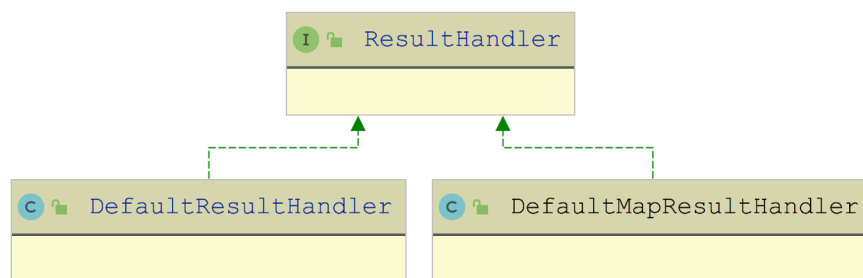 I ResultHandler
C DefaultResultHandler
C DefaultMapResultHandler